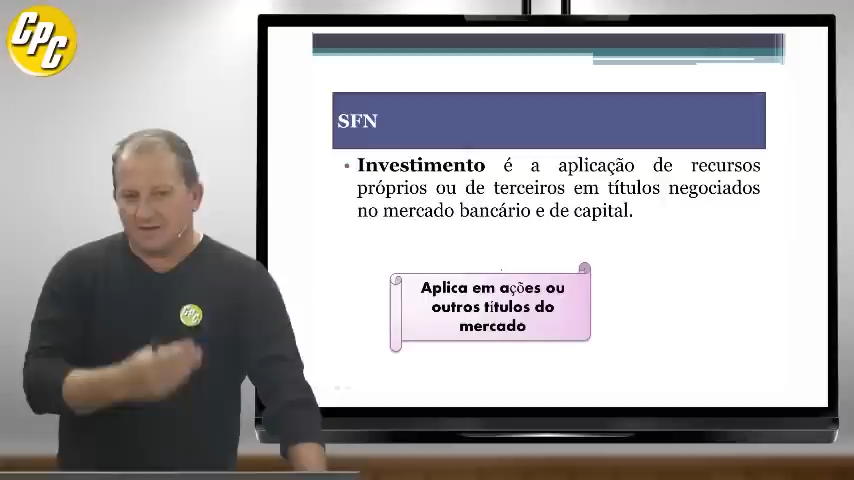 CPC
SFN
• Investimento é a aplicação de recursos
próprios ou de terceiros em títulos negociados
no mercado bancário e de capital.
Aplica em ações ou
outros títulos do
mercado
CPC